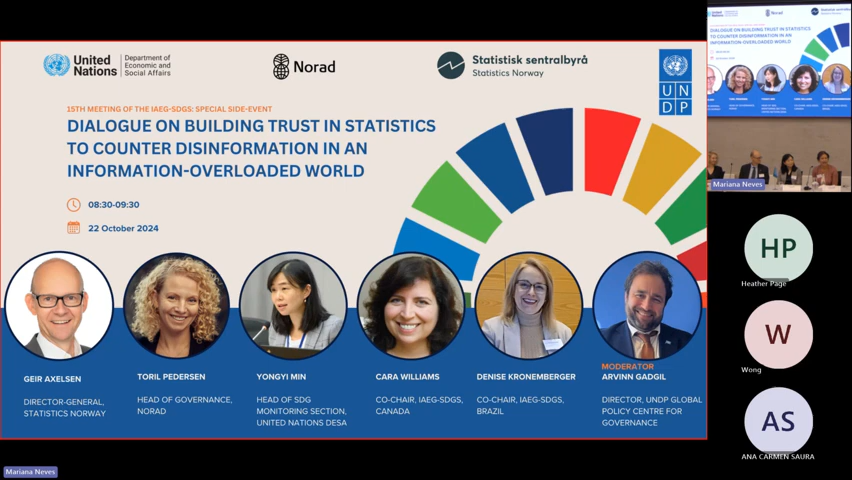 United
Nations
Department of
Economic and
Social Affairs
Norad
Statistisk sentralbyrå
Statistics Norway
U N
D P
15TH MEETING OF THE IAEG-SDGS: SPECIAL SIDE-EVENT
DIALOGUE ON BUILDING TRUST IN STATISTICS
TO COUNTER DISINFORMATION IN AN
INFORMATION-OVERLOADED WORLD
08:30-09:30
22 October 2024
GEIR AXELSEN
DIRECTOR-GENERAL,
STATISTICS NORWAY
TORIL PEDERSEN
HEAD OF GOVERNANCE,
NORAD
YONGYI MIN
HEAD OF SDG
MONITORING SECTION,
UNITED NATIONS DESA
CARA WILLIAMS
CO-CHAIR, IAEG-SDGS,
CANADA
DENISE KRONEMBERGER
CO-CHAIR, IAEG-SDGS,
BRAZIL
MODERATOR
ARVINN GADGIL
DIRECTOR, UNDP GLOBAL
POLICY CENTRE FOR
GOVERNANCE
Mariana Neves
United
Nations
Norad
Statistisk sentralbyrå
DIALOGUE ON BUILDING TRUST IN STATISTICS
TO COUNTER DISINFORMATION IN AN
INFORMATION-OVERLOADED WORLD
Mariana Neves
HP
Heather Page
W
Wong
AS
ANA CARMEN SAURA